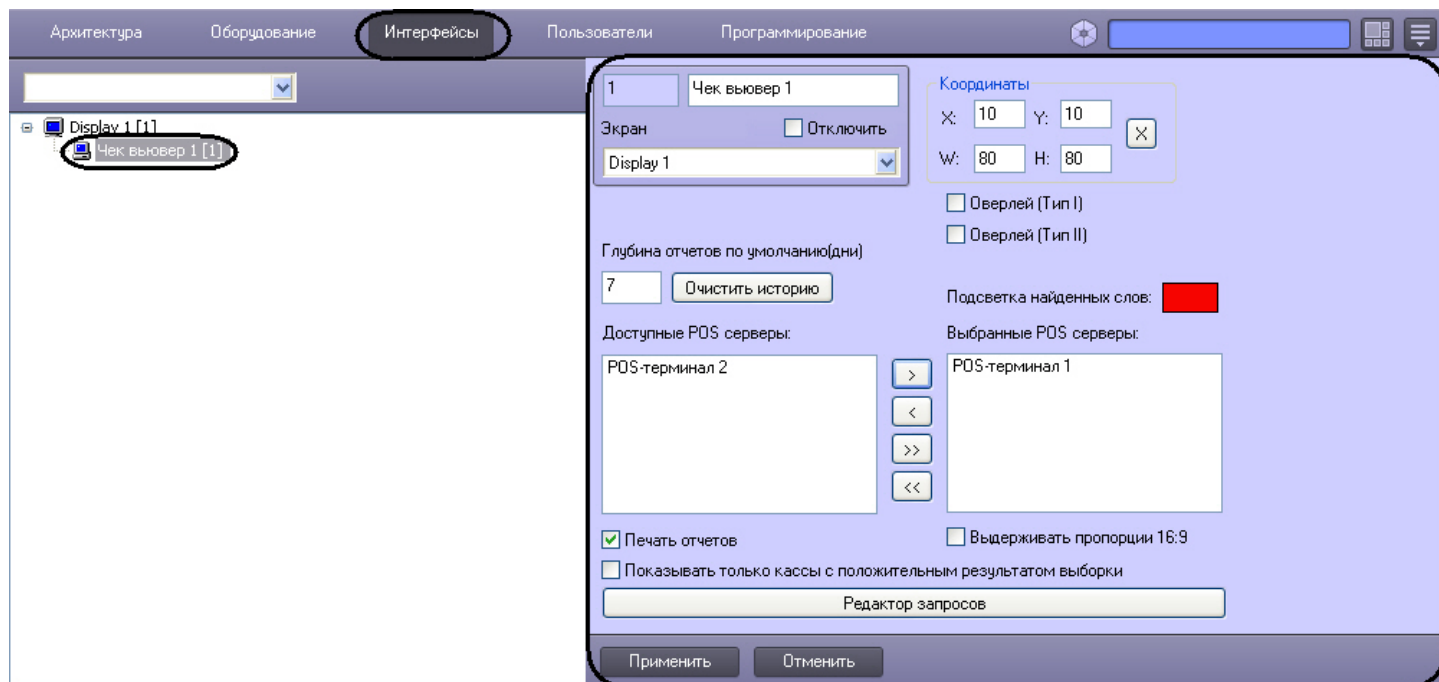 Архитектура Оборудование Интерфейсы Пользователи Программирование
Display 1 [1]
Чек вьювер 1 [1]
1 Чек вьювер 1
Экран Отключить
Display 1
Координаты
X: 10 Y: 10 X
W: 80 H: 80
Оверлей (Тип I)
Оверлей (Тип II)
Глубина отчетов по умолчанию(дни)
7 Очистить историю
Подсветка найденных слов:
Доступные POS серверы: Выбранные POS серверы:
POS-терминал 2 > POS-терминал 1
<
>>
<<
Печать отчетов Выдерживать пропорции 16:9
Показывать только кассы с положительным результатом выборки
Редактор запросов
Применить Отменить